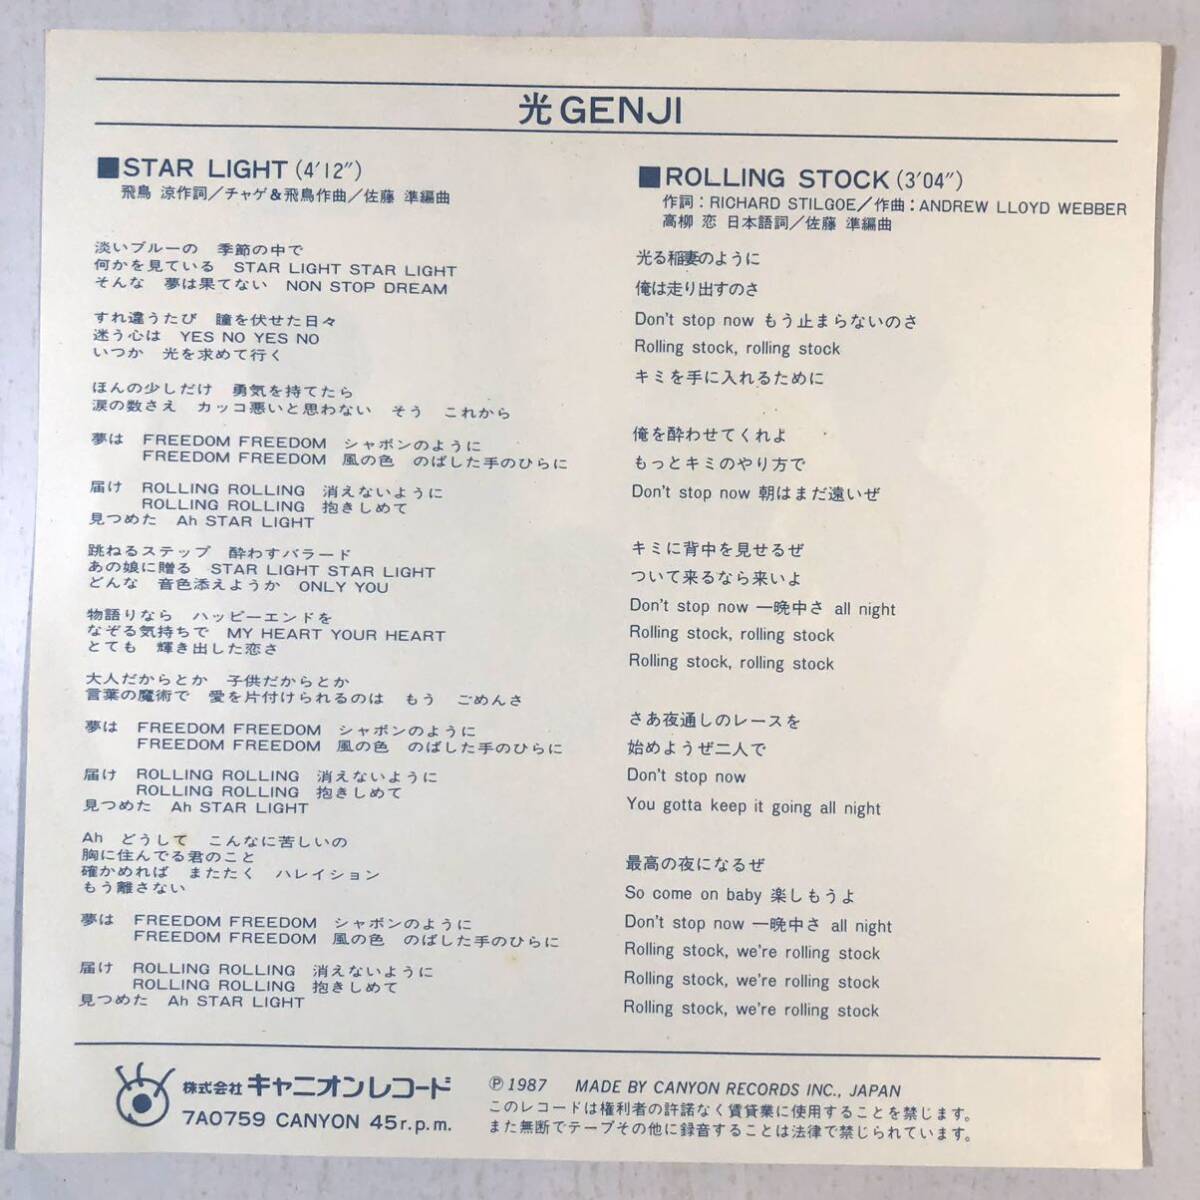 光GENJI
■STAR LIGHT(4′12″)
飛鳥 涼作詞／チャゲ&飛鳥作曲／佐藤 準編曲
淡いブルーの　季節の中で
何かを見ている　STAR LIGHT STAR LIGHT
そんな　夢は果てない　NON STOP DREAM
すれ違うたび　瞳を伏せた日々
迷う心は　YES NO YES NO
いつか　光を求めて行く
ほんの少しだけ　勇気を持てたら
涙の数さえ　カッコ悪いと思わない　そう　これから
夢は　FREEDOM FREEDOM　シャボンのように
FREEDOM FREEDOM　風の色　のばした手のひらに
届け　ROLLING ROLLING　消えないように
ROLLING ROLLING　抱きしめて
見つめた　Ah STAR LIGHT
跳ねるステップ　酔わすバラード
あの娘に贈る　STAR LIGHT STAR LIGHT
どんな　音色添えようか　ONLY YOU
物語りなら　ハッピーエンドを
なぞる気持ちで　MY HEART YOUR HEART
とても　輝き出した恋さ
大人だからとか　子供だからとか
言葉の魔術で　愛を片付けられるのは　もう　ごめんさ
夢は　FREEDOM FREEDOM　シャボンのように
FREEDOM FREEDOM　風の色　のばした手のひらに
届け　ROLLING ROLLING　消えないように
ROLLING ROLLING　抱きしめて
見つめた　Ah STAR LIGHT
Ah　どうして　こんなに苦しいの
胸に住んでる君のこと
確かめれば　またたく　ハレイション
もう離さない
夢は　FREEDOM FREEDOM　シャボンのように
FREEDOM FREEDOM　風の色　のばした手のひらに
届け　ROLLING ROLLING　消えないように
ROLLING ROLLING　抱きしめて
見つめた　Ah STAR LIGHT
■ROLLING STOCK(3′04″)
作詞：RICHARD STILGOE／作曲：ANDREW LLOYD WEBBER
高柳 恋 日本語詞／佐藤 準編曲
光る稲妻のように
俺は走り出すのさ
Don't stop now もう止まらないのさ
Rolling stock, rolling stock
キミを手に入れるために
俺を酔わせてくれよ
もっとキミのやり方で
Don't stop now 朝はまだ遠いぜ
キミに背中を見せるぜ
ついて来るなら来いよ
Don't stop now 一晩中さ all night
Rolling stock, rolling stock
Rolling stock, rolling stock
さあ夜通しのレースを
始めようぜ二人で
Don't stop now
You gotta keep it going all night
最高の夜になるぜ
So come on baby 楽しもうよ
Don't stop now 一晩中さ all night
Rolling stock, we're rolling stock
Rolling stock, we're rolling stock
Rolling stock, we're rolling stock
株式会社 キャニオンレコード
7A0759 CANYON 45r.p.m.
Ⓟ1987　MADE BY CANYON RECORDS INC., JAPAN
このレコードは権利者の許諾なく賃貸業に使用することを禁じます。
また無断でテープその他に録音することは法律で禁じられています。